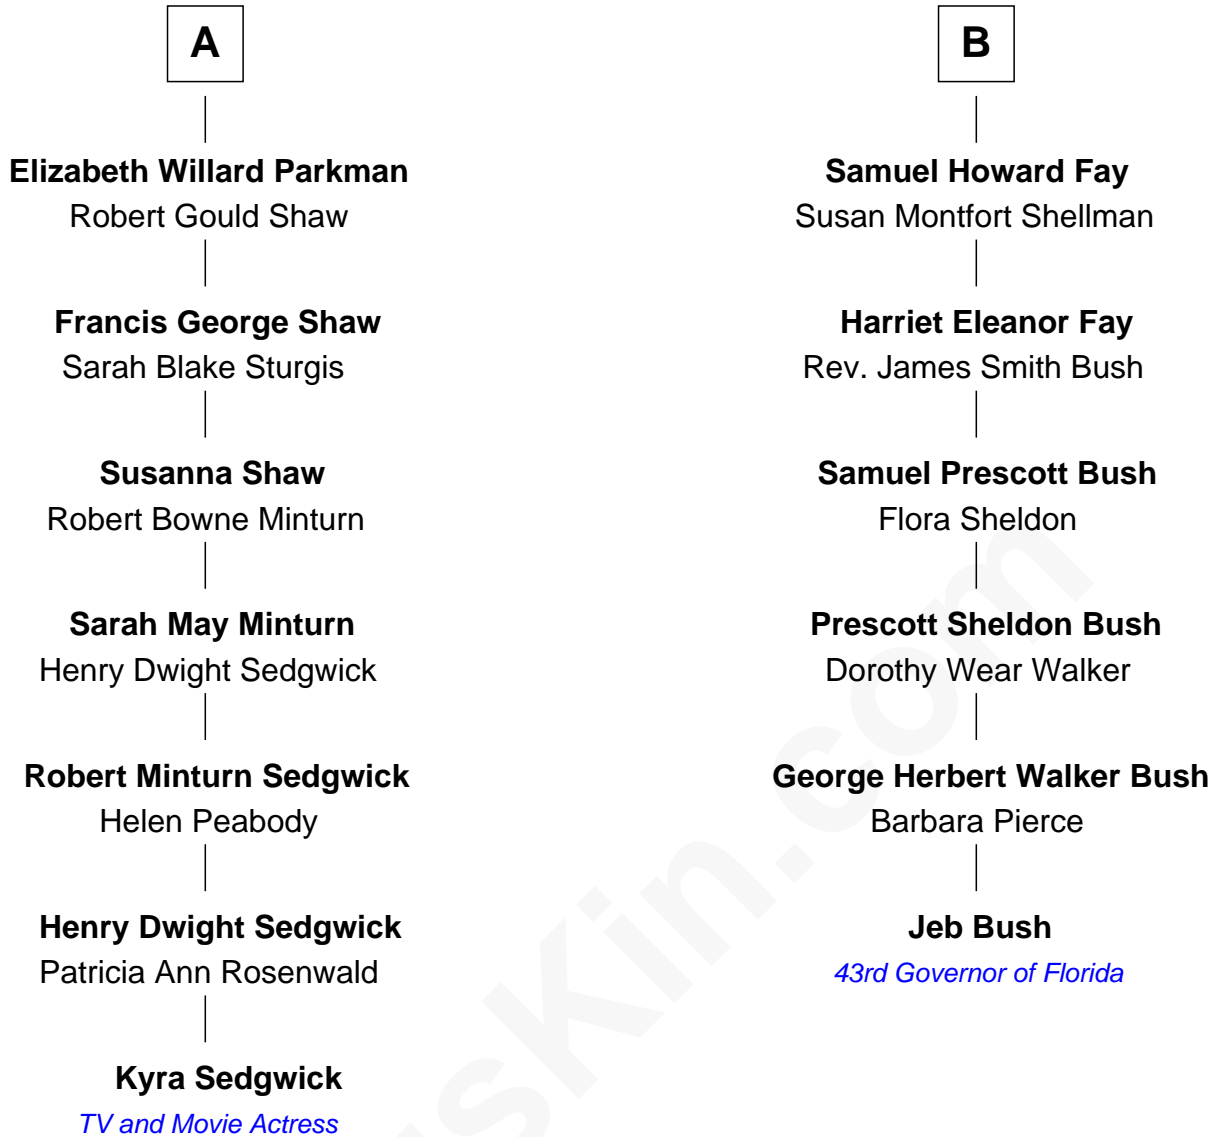 A
Elizabeth Willard Parkman
Robert Gould Shaw
Francis George Shaw
Sarah Blake Sturgis
Susanna Shaw
Robert Bowne Minturn
Sarah May Minturn
Henry Dwight Sedgwick
Robert Minturn Sedgwick
Helen Peabody
Henry Dwight Sedgwick
Patricia Ann Rosenwald
Kyra Sedgwick
TV and Movie Actress
B
Samuel Howard Fay
Susan Montfort Shellman
Harriet Eleanor Fay
Rev. James Smith Bush
Samuel Prescott Bush
Flora Sheldon
Prescott Sheldon Bush
Dorothy Wear Walker
George Herbert Walker Bush
Barbara Pierce
Jeb Bush
43rd Governor of Florida